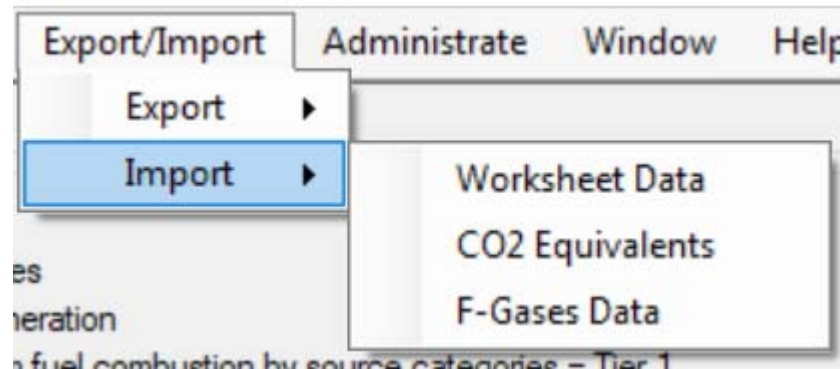 Export/Import Administrate Window Help
Export
Import
Worksheet Data
CO2 Equivalents
F-Gases Data
fuel combustion by source categories – Tier 1